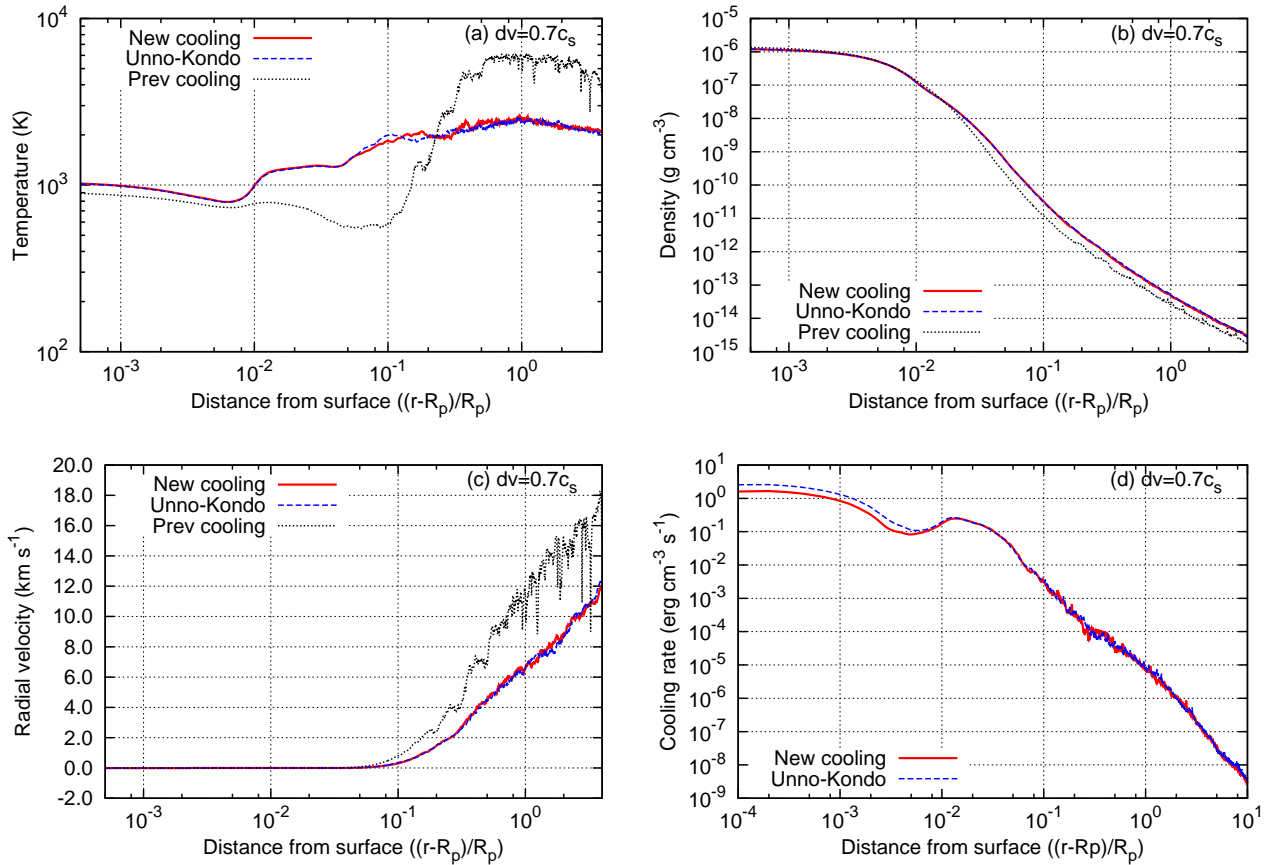 (a) dv=0.7c_s
New cooling
Unno-Kondo
Prev cooling
10^4
10^3
10^2
Temperature (K)
10^-3 10^-2 10^-1 10^0
Distance from surface ((r-R_p)/R_p)
(b) dv=0.7c_s
10^-5
10^-6
10^-7
10^-8
10^-9
10^-10
10^-11
10^-12
10^-13
10^-14
10^-15
Density (g cm^-3)
New cooling
Unno-Kondo
Prev cooling
10^-3 10^-2 10^-1 10^0
Distance from surface ((r-R_p)/R_p)
(c) dv=0.7c_s
New cooling
Unno-Kondo
Prev cooling
20.0
18.0
16.0
14.0
12.0
10.0
8.0
6.0
4.0
2.0
0.0
-2.0
Radial velocity (km s^-1)
10^-3 10^-2 10^-1 10^0
Distance from surface ((r-R_p)/R_p)
(d) dv=0.7c_s
10^1
10^0
10^-1
10^-2
10^-3
10^-4
10^-5
10^-6
10^-7
10^-8
10^-9
Cooling rate (erg cm^-3 s^-1)
New cooling
Unno-Kondo
10^-4 10^-3 10^-2 10^-1 10^0 10^1
Distance from surface ((r-Rp)/R_p)